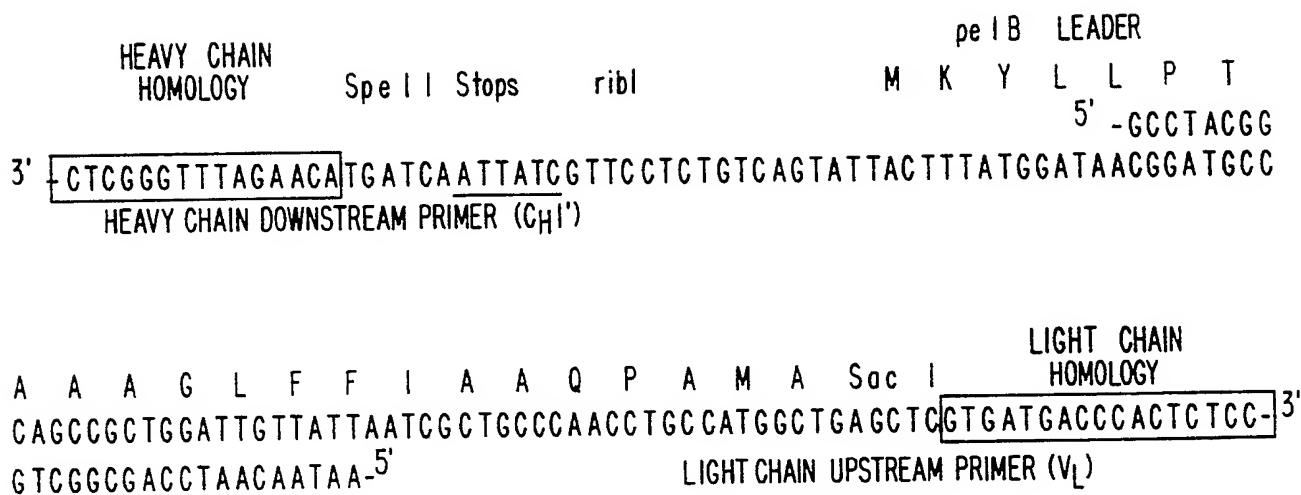 pe l B LEADER
HEAVY CHAIN
HOMOLOGY
Spe l l Stops ribl
M K Y L L P T
5' -GCCTACGG
3' -CTCGGGTTTAGAACATGATCAATTATCGTTCCTCTGTCAGTATTACTTTATGGATAACGGATGCC
HEAVY CHAIN DOWNSTREAM PRIMER (CHI')
LIGHT CHAIN
HOMOLOGY
A A A G L F F I A A Q P A M A Sac I
CAGCCGCTGGATTGTTATTAATCGCTGCCCAACCTGCCATGGCTGAGCTCGTGATGACCCACTCTCC-3'
GTCGGCGACCTAACAATAA-5'
LIGHT CHAIN UPSTREAM PRIMER (VL)